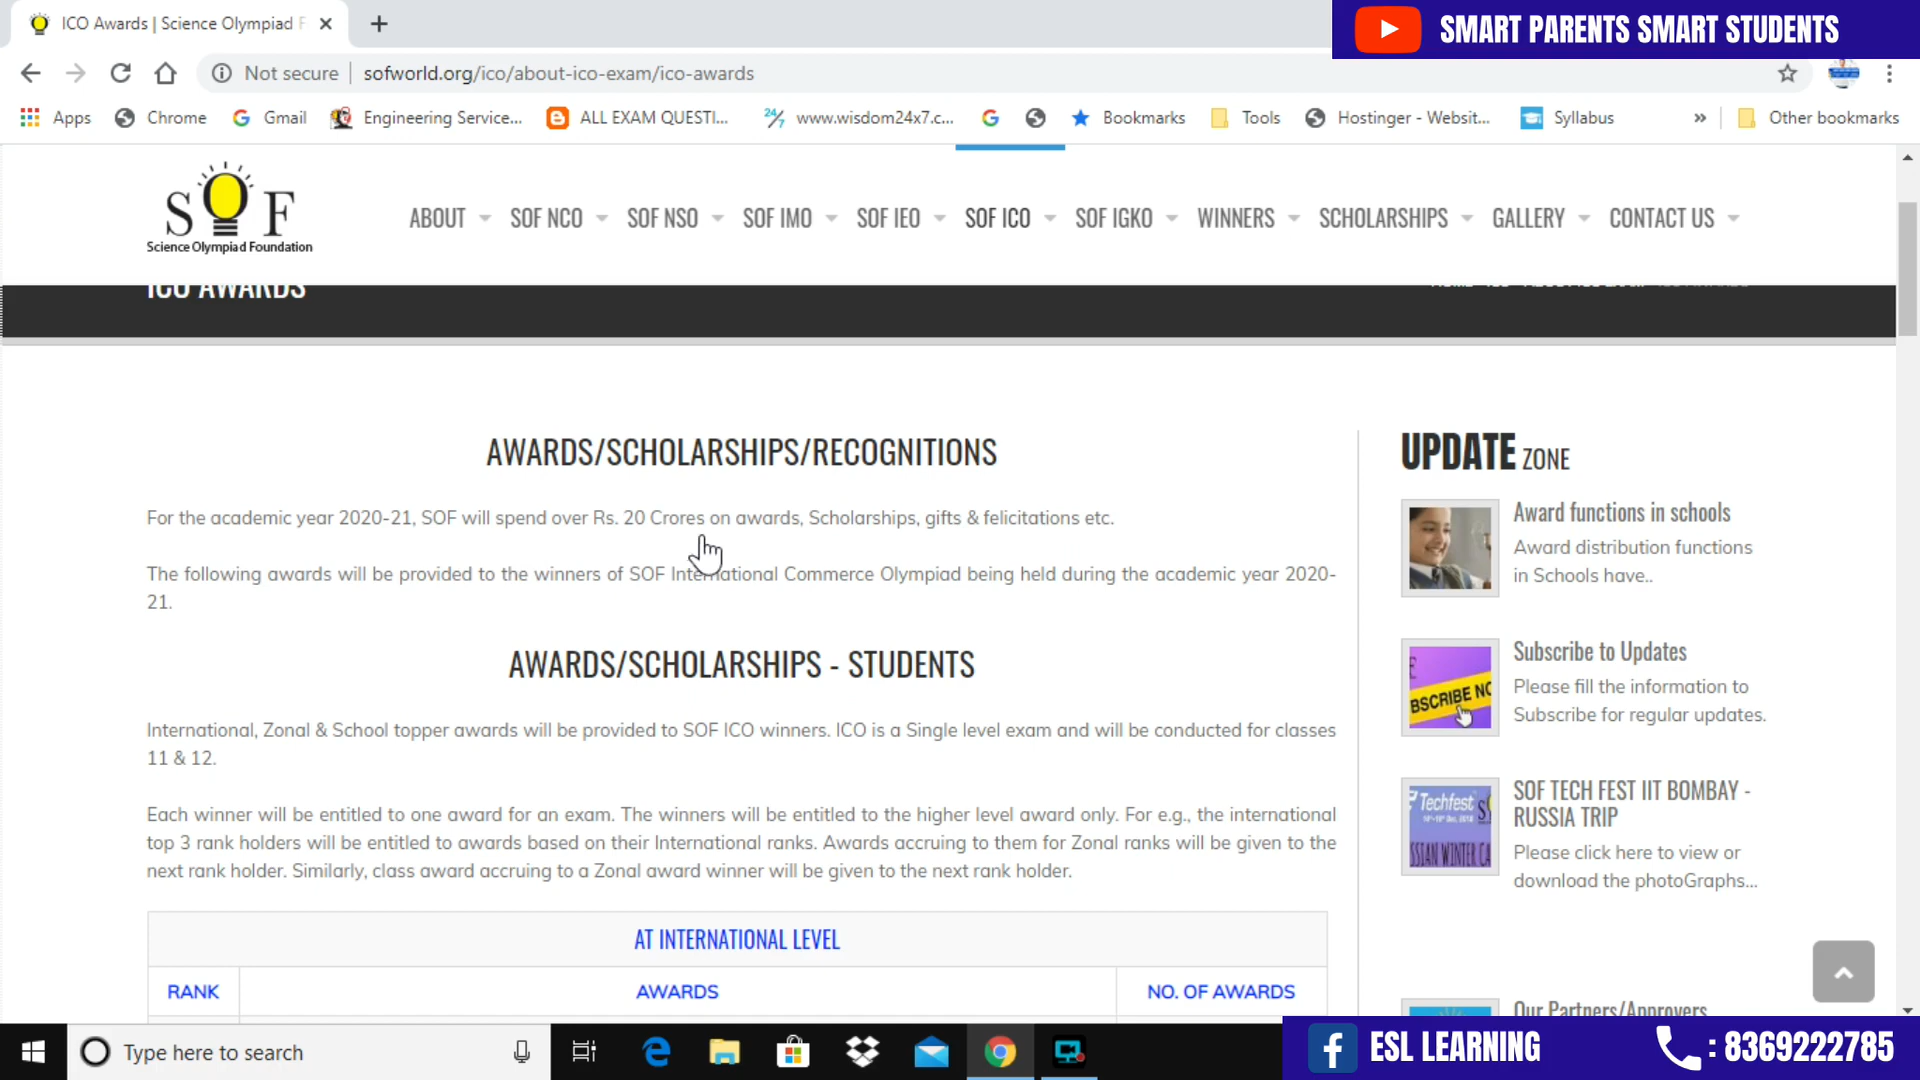 ICO Awards | Science Olympiad F
SMART PARENTS SMART STUDENTS
Not secure | sofworld.org/ico/about-ico-exam/ico-awards
Apps Chrome Gmail Engineering Service... ALL EXAM QUESTI... www.wisdom24x7.c... Bookmarks Tools Hostinger - Websit... Syllabus » Other bookmarks
SOF
Science Olympiad Foundation
ABOUT SOF NCO SOF NSO SOF IMO SOF IEO SOF ICO SOF IGKO WINNERS SCHOLARSHIPS GALLERY CONTACT US
ICO AWARDS
AWARDS/SCHOLARSHIPS/RECOGNITIONS
For the academic year 2020-21, SOF will spend over Rs. 20 Crores on awards, Scholarships, gifts & felicitations etc.
The following awards will be provided to the winners of SOF International Commerce Olympiad being held during the academic year 2020-
21.
AWARDS/SCHOLARSHIPS - STUDENTS
International, Zonal & School topper awards will be provided to SOF ICO winners. ICO is a Single level exam and will be conducted for classes
11 & 12.
Each winner will be entitled to one award for an exam. The winners will be entitled to the higher level award only. For e.g., the international
top 3 rank holders will be entitled to awards based on their International ranks. Awards accruing to them for Zonal ranks will be given to the
next rank holder. Similarly, class award accruing to a Zonal award winner will be given to the next rank holder.
AT INTERNATIONAL LEVEL
RANK AWARDS NO. OF AWARDS
UPDATE ZONE
Award functions in schools
Award distribution functions
in Schools have..
BSCRIBE NO
Subscribe to Updates
Please fill the information to
Subscribe for regular updates.
Techfest
SOF TECH FEST IIT BOMBAY -
RUSSIA TRIP
Please click here to view or
download the photoGraphs...
Our Partners/Approvers
Type here to search
ESL LEARNING
: 8369222785